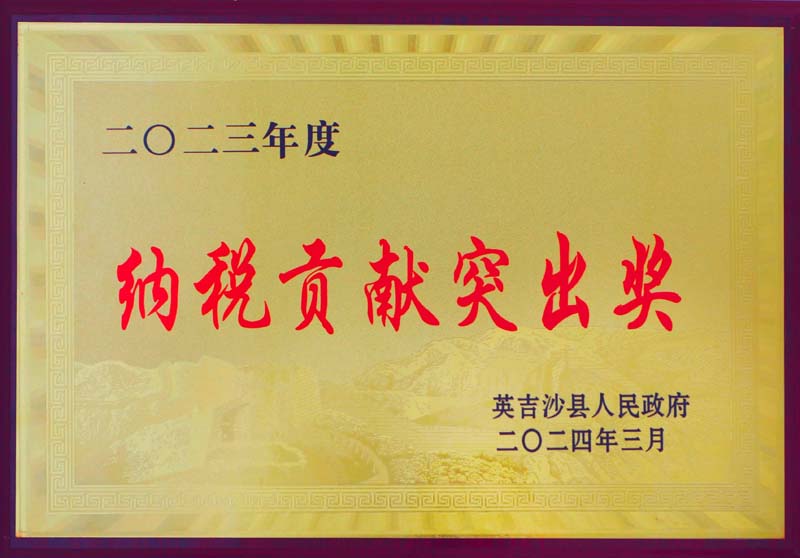 二〇二三年度
纳税贡献突出奖
英吉沙县人民政府
二〇二四年三月